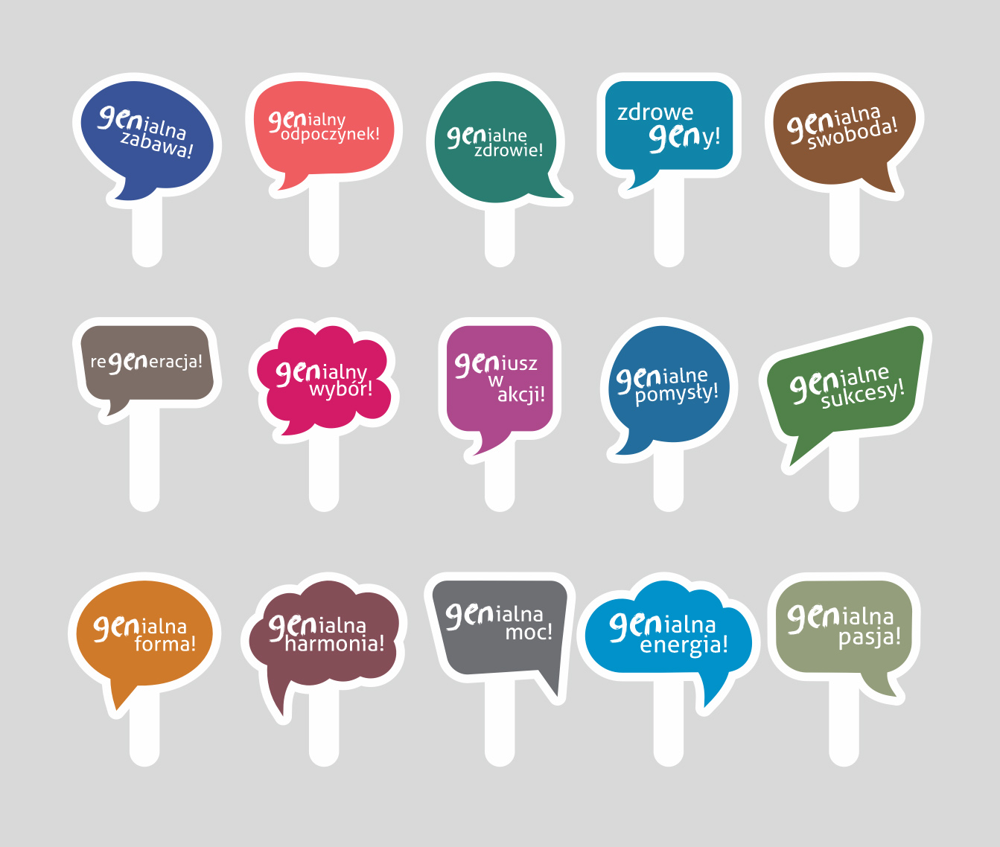 genialna
zabawa!
genialny
odpoczynek!
genialne
zdrowie!
zdrowe
geny!
genialna
swoboda!
regeneracja!
genialny
wybór!
geniusz
w
akcji!
genialne
pomysły!
genialne
sukcesy!
genialna
forma!
genialna
harmonia!
genialna
moc!
genialna
energia!
genialna
pasja!